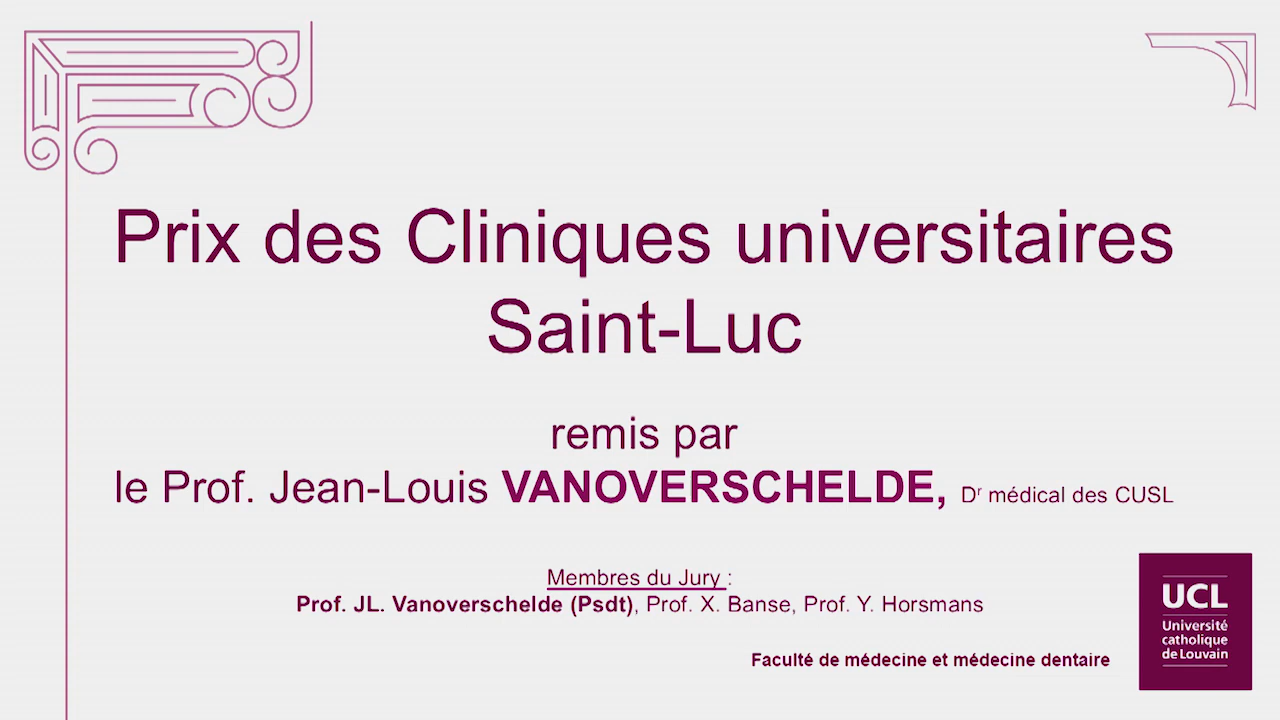 Prix des Cliniques universitaires
Saint-Luc
remis par
le Prof. Jean-Louis VANOVERSCHELDE, Dr médical des CUSL
Membres du Jury :
Prof. JL. Vanoverschelde (Psdt), Prof. X. Banse, Prof. Y. Horsmans
Faculté de médecine et médecine dentaire
UCL
Université
catholique
de Louvain